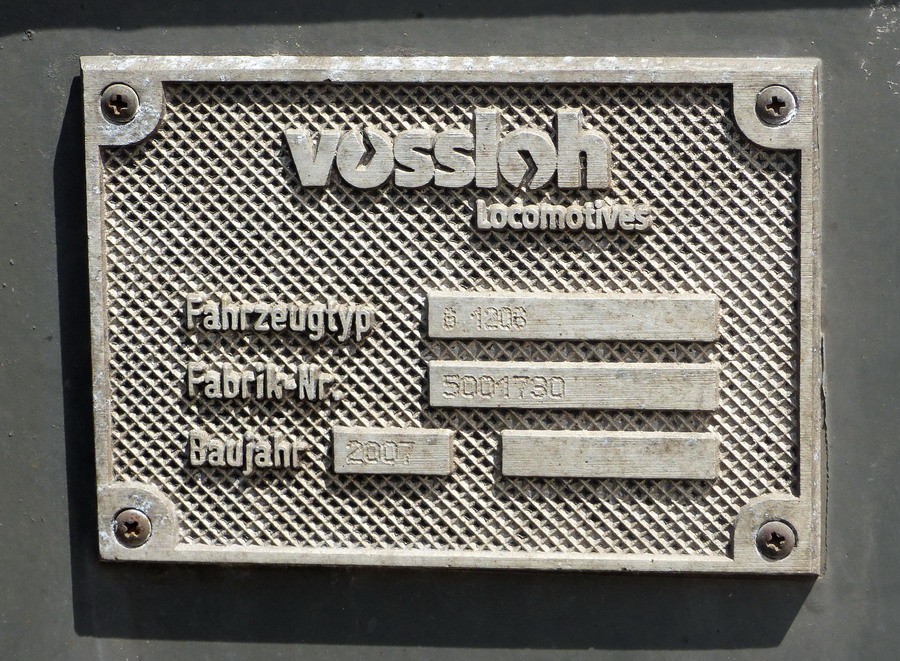 vossloh
Locomotives
Fahrzeugtyp G 1206
Fabrik-Nr. 5001730
Baujahr 2007